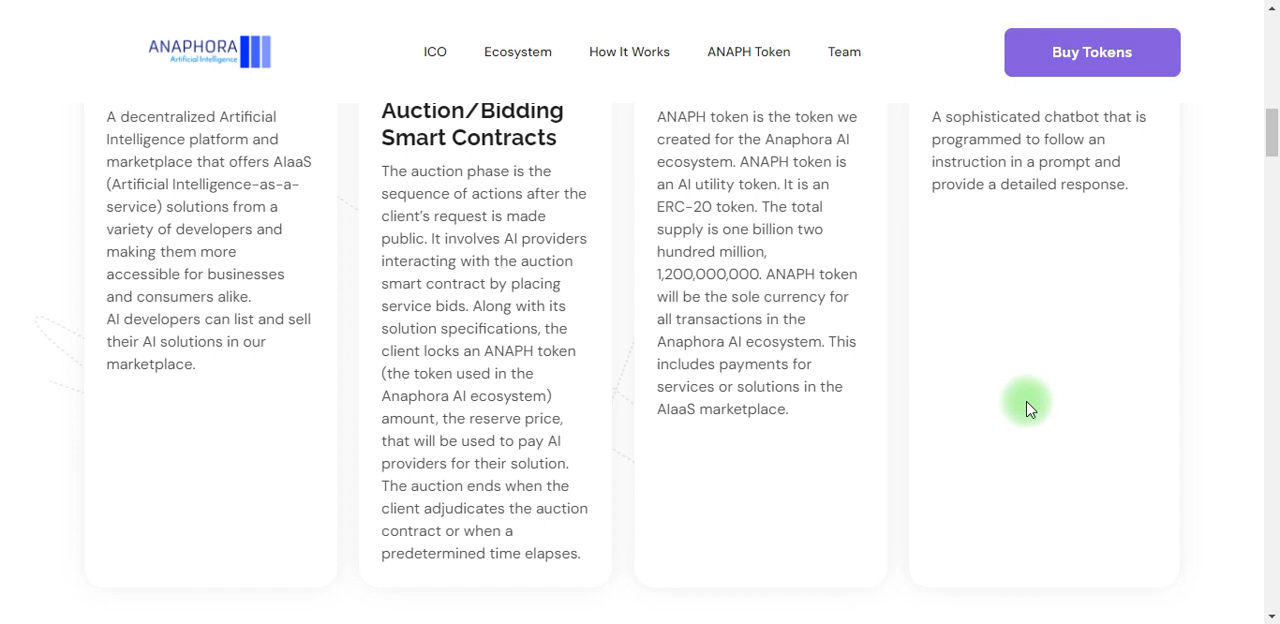 ANAPHORA
Artificial Intelligence
ICO
Ecosystem
How It Works
ANAPH Token
Team
Buy Tokens
A decentralized Artificial
Intelligence platform and
marketplace that offers AIaaS
(Artificial Intelligence-as-a-
service) solutions from a
variety of developers and
making them more
accessible for businesses
and consumers alike.
AI developers can list and sell
their AI solutions in our
marketplace.
Auction/Bidding
Smart Contracts
The auction phase is the
sequence of actions after the
client's request is made
public. It involves AI providers
interacting with the auction
smart contract by placing
service bids. Along with its
solution specifications, the
client locks an ANAPH token
(the token used in the
Anaphora AI ecosystem)
amount, the reserve price,
that will be used to pay AI
providers for their solution.
The auction ends when the
client adjudicates the auction
contract or when a
predetermined time elapses.
ANAPH token is the token we
created for the Anaphora AI
ecosystem. ANAPH token is
an AI utility token. It is an
ERC-20 token. The total
supply is one billion two
hundred million,
1,200,000,000. ANAPH token
will be the sole currency for
all transactions in the
Anaphora AI ecosystem. This
includes payments for
services or solutions in the
AIaaS marketplace.
A sophisticated chatbot that is
programmed to follow an
instruction in a prompt and
provide a detailed response.